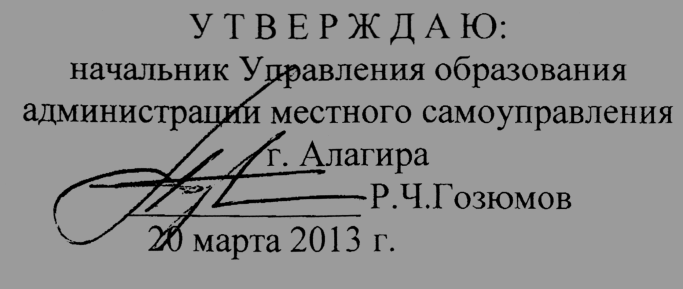 У Т В Е Р Ж Д А Ю:
начальник Управления образования
администрации местного самоуправления
г. Алагира
Р.Ч.Гозюмов
20 марта 2013 г.